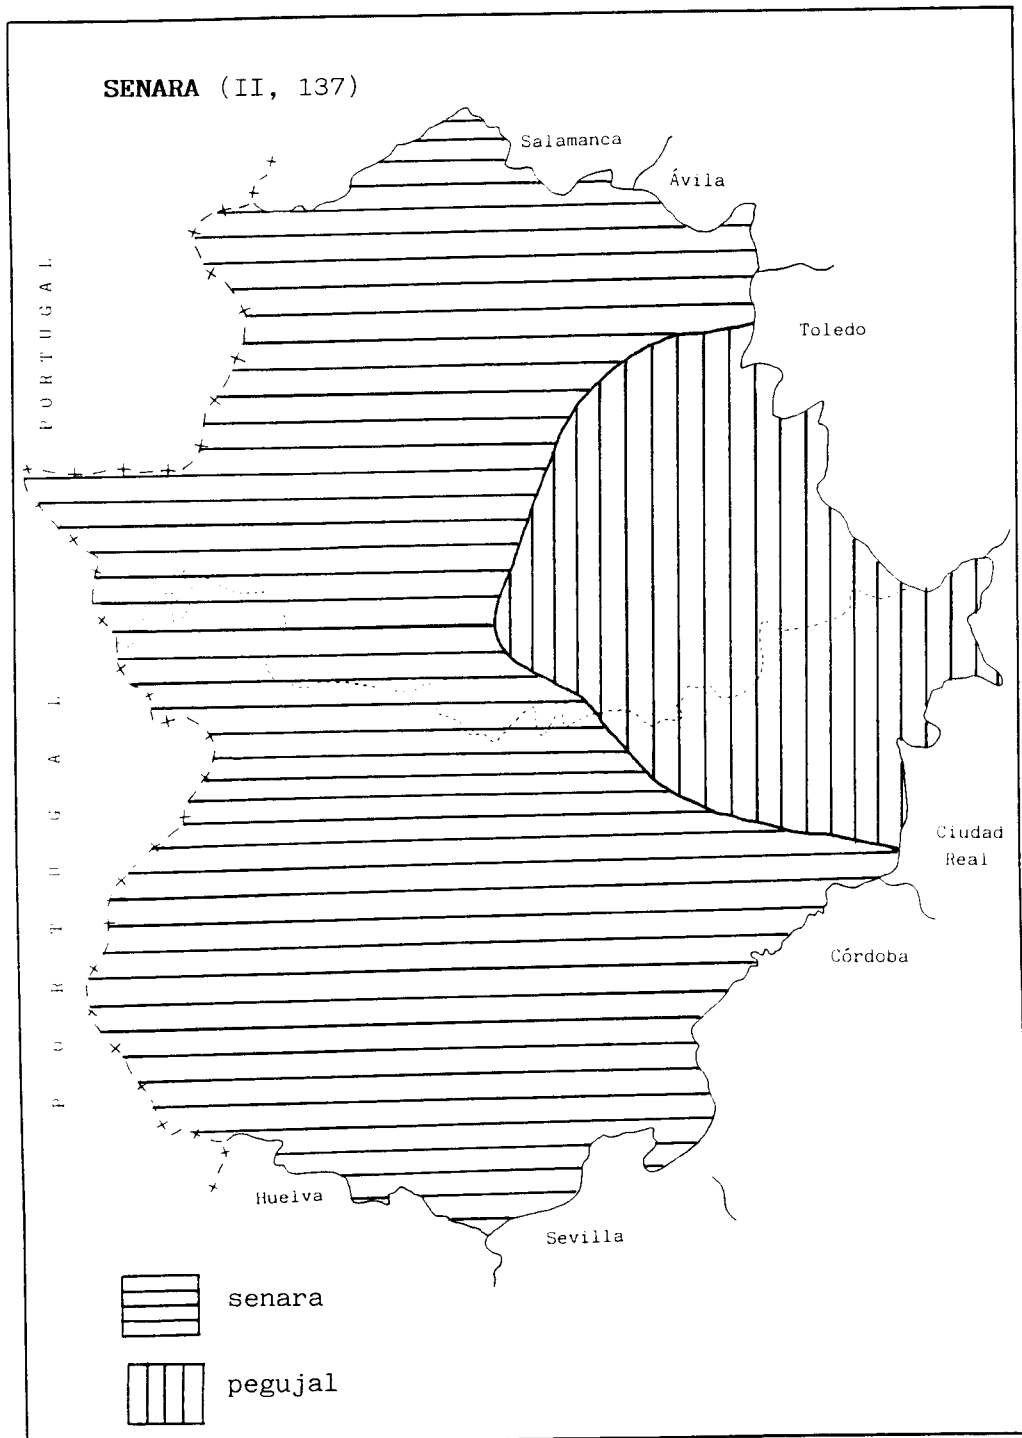 SENARA (II, 137)
Salamanca
Ávila
PORTUGAL
Toledo
PORTUGAL
Ciudad
Real
Córdoba
Huelva
Sevilla
senara
pegujal